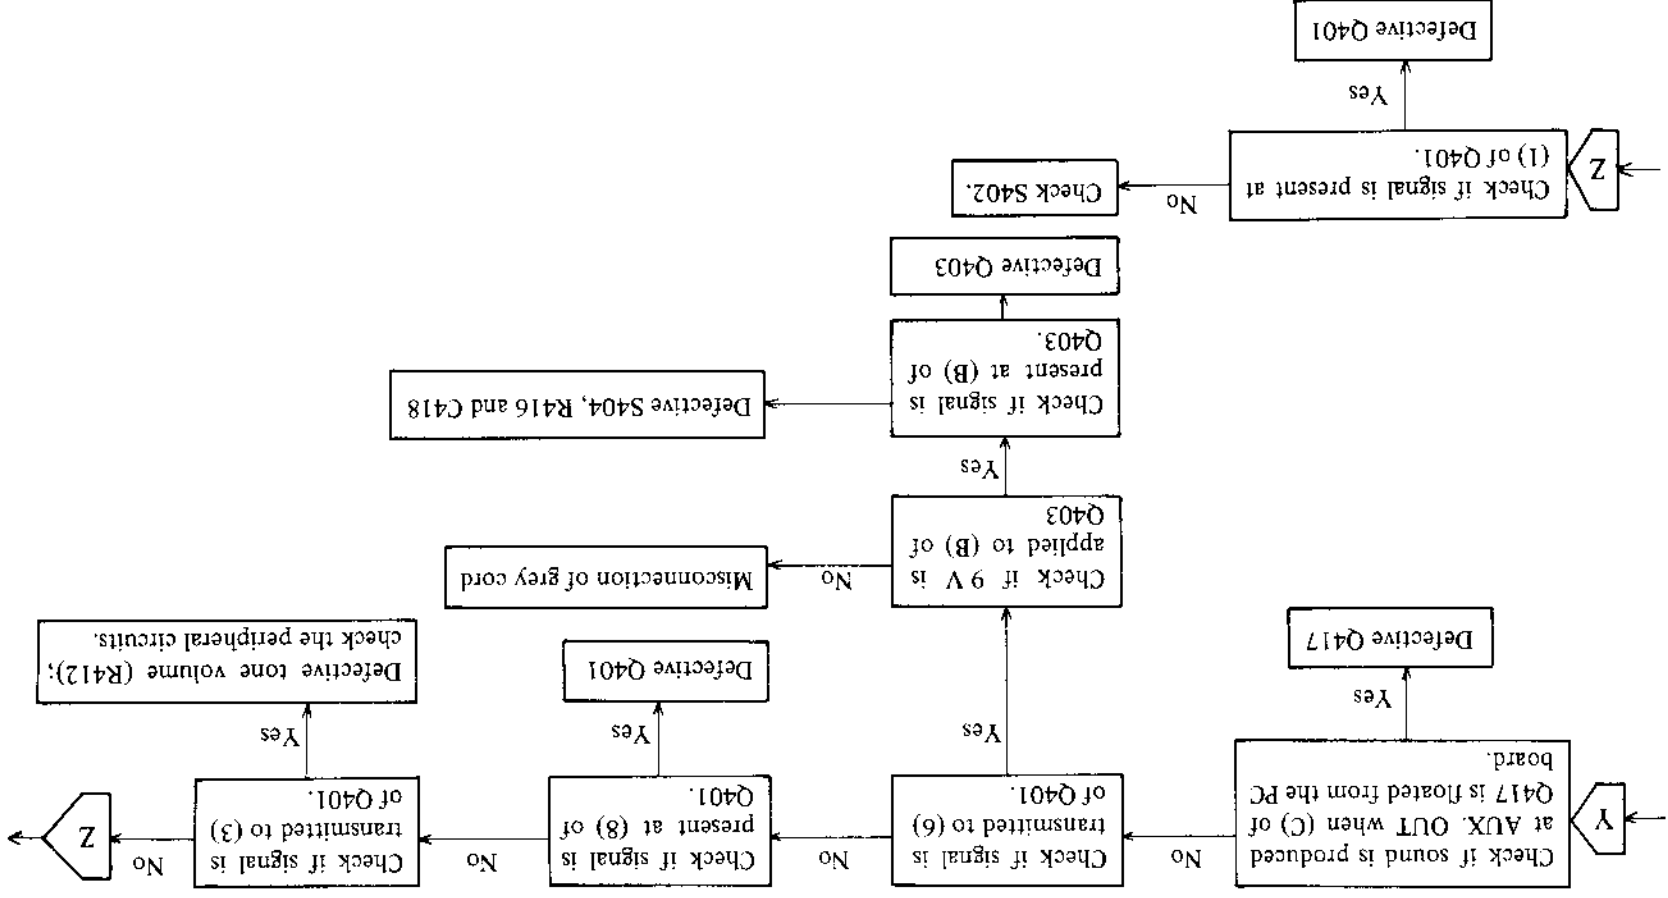 Y
Check if sound is produced
at AUX. OUT when (C) of
Q417 is floated from the PC
board.
No
Check if signal is
transmitted to (6)
of Q401.
No
Check if signal is
present at (8) of
Q401.
No
Check if signal is
transmitted to (3)
of Q401.
No
Z
Yes
Defective Q417
Yes
Yes
Defective Q401
Yes
Defective tone volume (R412);
check the peripheral circuits.
Check if 9 V is
applied to (B) of
Q403
No
Misconnection of grey cord
Yes
Check if signal is
present at (B) of
Q403.
Defective S404, R416 and C418
Defective Q403
Z
Check if signal is present at
(1) of Q401.
No
Check S402.
Yes
Defective Q401